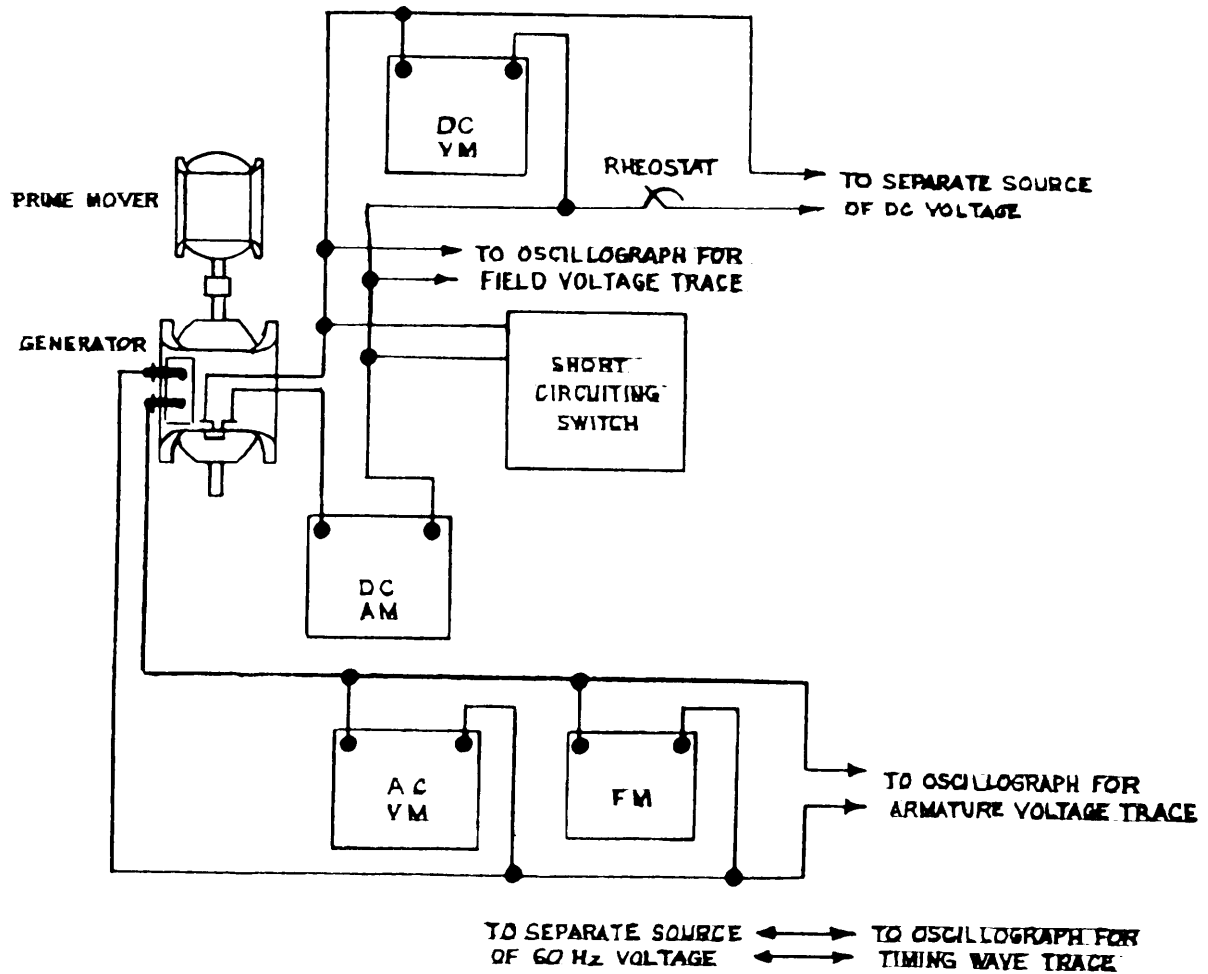 DC
VM
RHEOSTAT
PRIME MOVER
TO SEPARATE SOURCE
OF DC VOLTAGE
TO OSCILLOGRAPH FOR
FIELD VOLTAGE TRACE
GENERATOR
SHORT
CIRCUITING
SWITCH
DC
AM
AC
VM
FM
TO OSCILLOGRAPH FOR
ARMATURE VOLTAGE TRACE
TO SEPARATE SOURCE
OF 60 Hz VOLTAGE
TO OSCILLOGRAPH FOR
TIMING WAVE TRACE